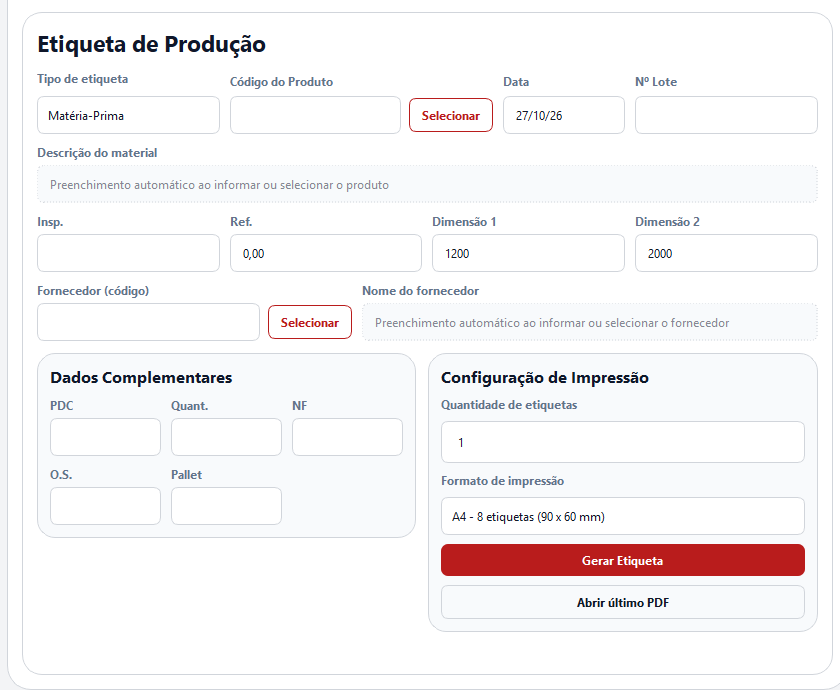 Etiqueta de Produção
Tipo de etiqueta Código do Produto Data Nº Lote
Matéria-Prima Selecionar 27/10/26
Descrição do material
Preenchimento automático ao informar ou selecionar o produto
Insp. Ref. Dimensão 1 Dimensão 2
0,00 1200 2000
Fornecedor (código) Nome do fornecedor
Selecionar Preenchimento automático ao informar ou selecionar o fornecedor
Dados Complementares
PDC Quant. NF
O.S. Pallet
Configuração de Impressão
Quantidade de etiquetas
1
Formato de impressão
A4 - 8 etiquetas (90 x 60 mm)
Gerar Etiqueta
Abrir último PDF